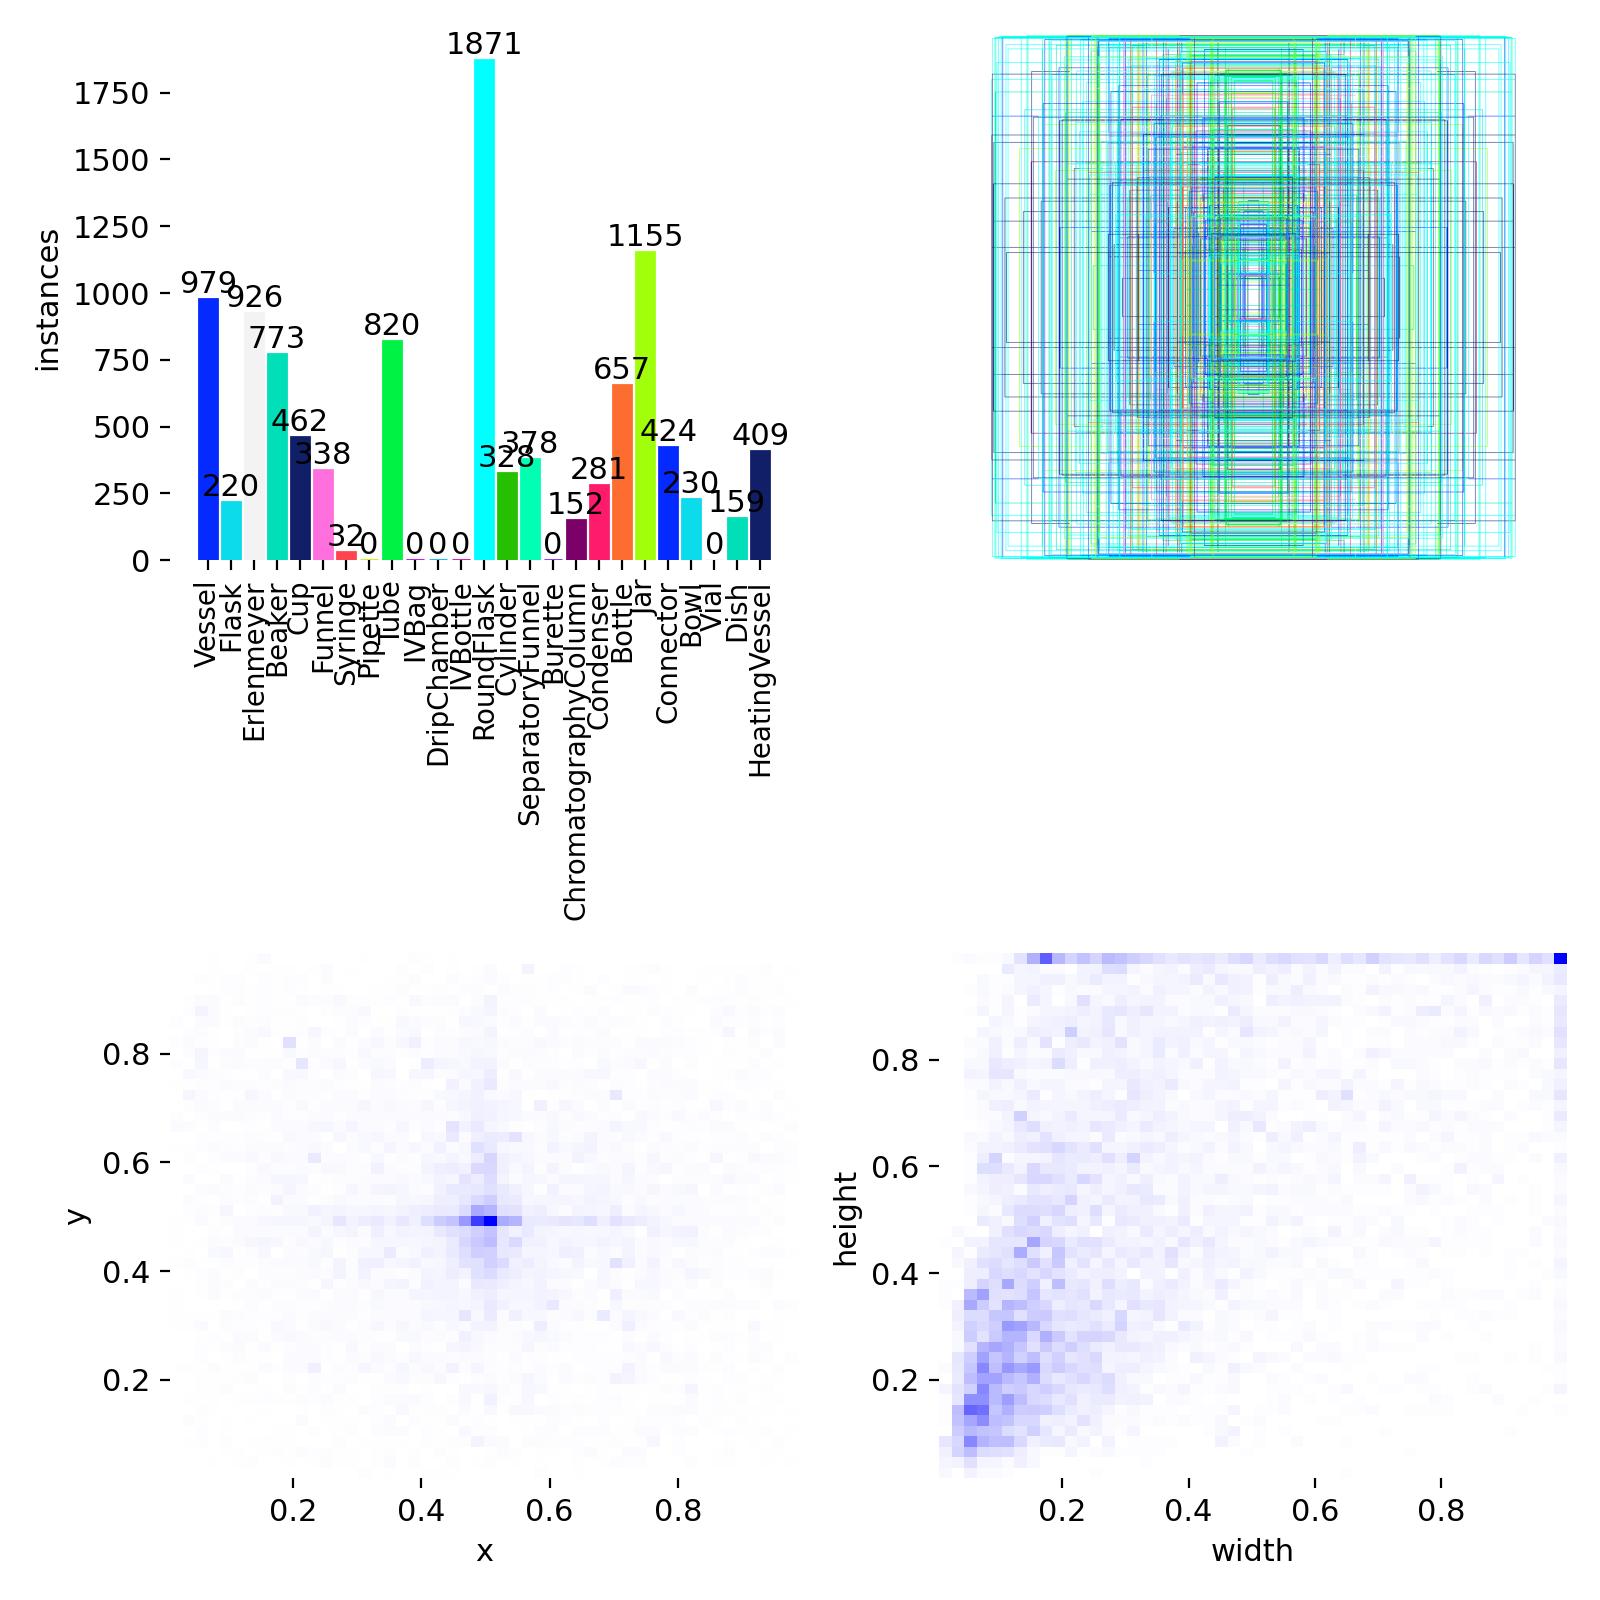 1871
1750
1500
1250
1000
750
500
250
0
instances
979
220
926
773
462
338
32
0
820
0
0
0
328
378
0
152
281
657
1155
424
230
0
159
409
Vessel
Flask
Erlenmeyer
Beaker
Cup
Funnel
Syringe
Pipette
Tube
IVBag
DripChamber
IVBottle
RoundFlask
Cylinder
SeparatoryFunnel
Burette
ChromatographyColumn
Condenser
Bottle
Jar
Connector
Bowl
Vial
Dish
HeatingVessel
0.8
0.6
0.4
0.2
y
0.2 0.4 0.6 0.8
x
0.8
0.6
0.4
0.2
height
0.2 0.4 0.6 0.8
width